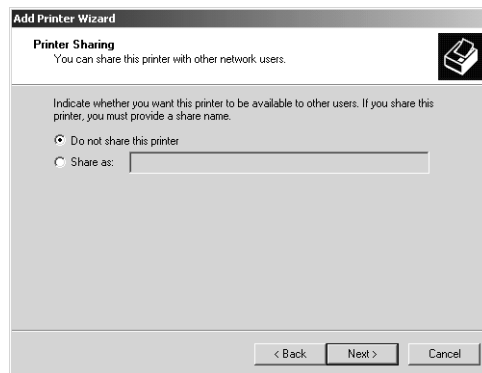 Add Printer Wizard
Printer Sharing
You can share this printer with other network users.
Indicate whether you want this printer to be available to other users. If you share this
printer, you must provide a share name.
Do not share this printer
Share as:
< Back Next > Cancel